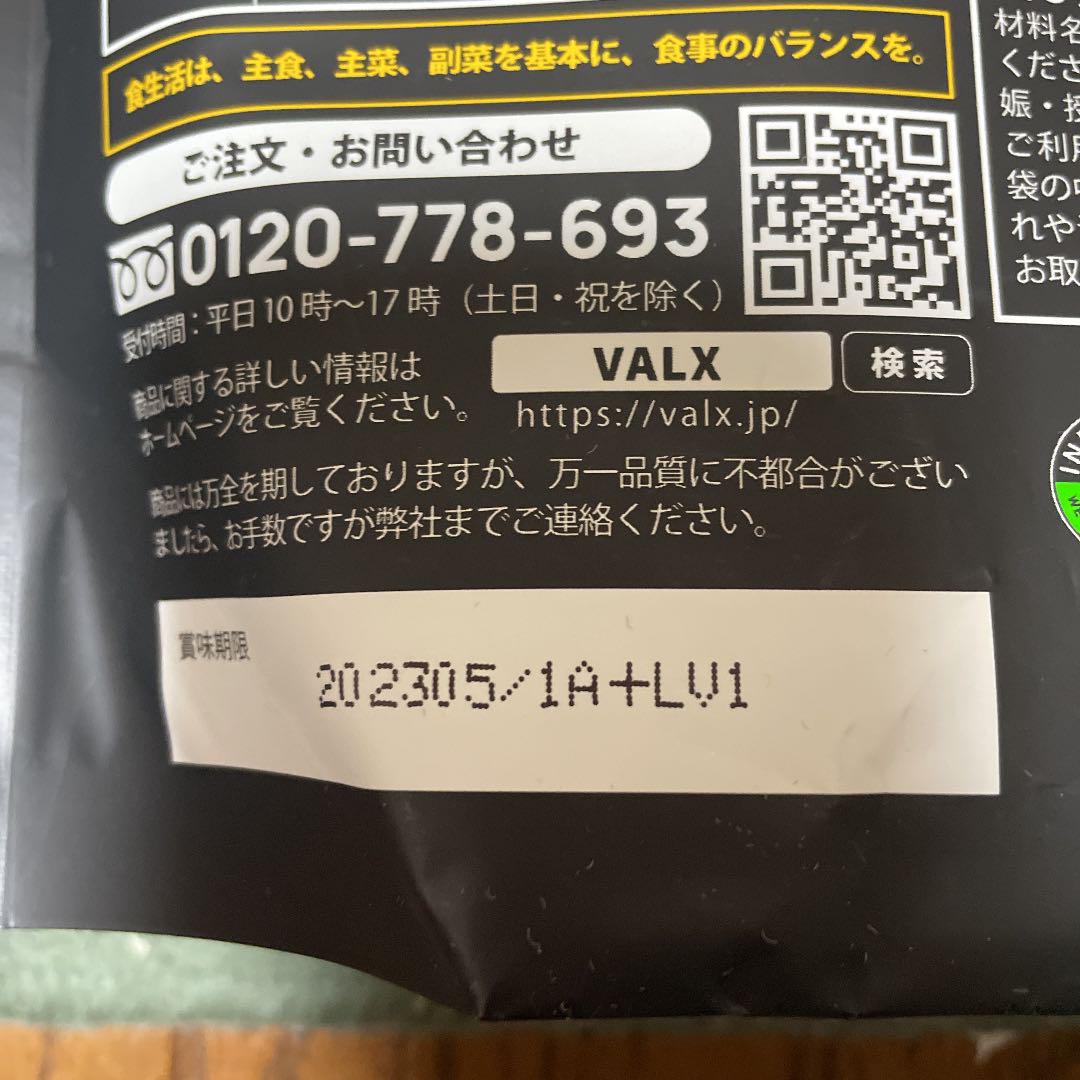 食生活は、主食、主菜、副菜を基本に、食事のバランスを。
ご注文・お問い合わせ
0120-778-693
受付時間：平日10時～17時（土日・祝を除く）
商品に関する詳しい情報は
ホームページをご覧ください。
VALX
検索
https://valx.jp/
商品には万全を期しておりますが、万一品質に不都合がござい
ましたら、お手数ですが弊社までご連絡ください。
賞味期限
202305/1A+LV1
材料名
くださ
娠・授
ご利用
袋の中
れやす
お取
IN